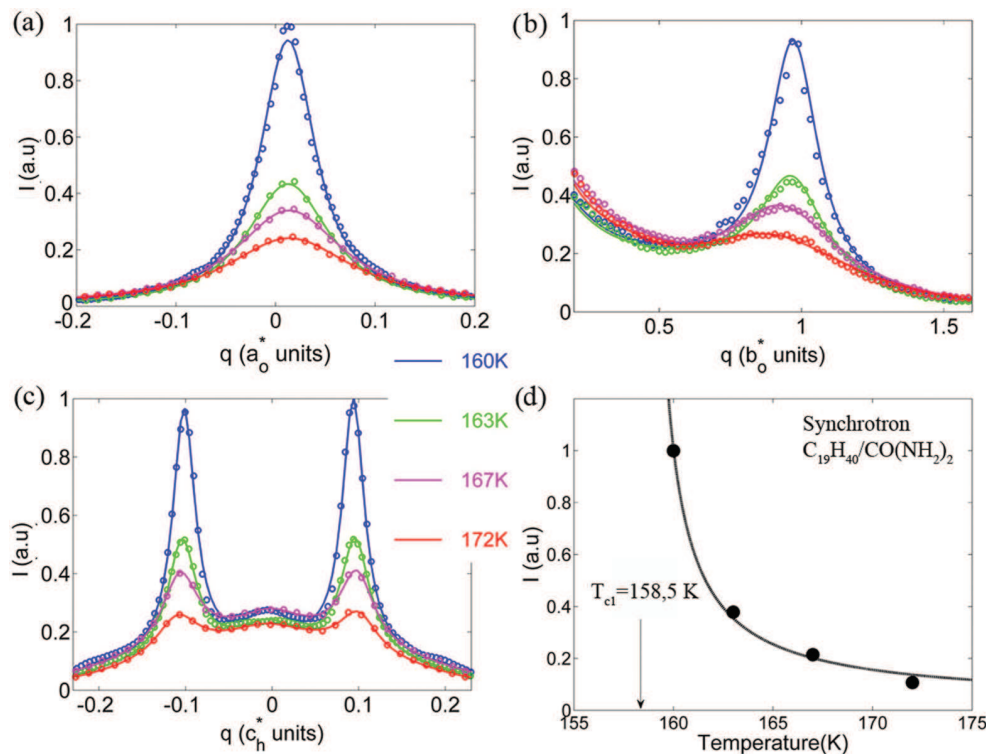 (a)
1
0.8
0.6
0.4
0.2
0
I (a.u)
-0.2
-0.1
0
0.1
0.2
q (a*o units)
(b)
1
0.8
0.6
0.4
0.2
0
I (a.u)
0.5
1
1.5
q (b*o units)
160K
163K
167K
172K
(c)
1
0.8
0.6
0.4
0.2
0
I (a.u)
-0.2
-0.1
0
0.1
0.2
q (c*h units)
(d)
Synchrotron
C19H40/CO(NH2)2
1
0.8
0.6
0.4
0.2
0
I (a.u)
Tc1=158,5 K
155
160
165
170
175
Temperature(K)